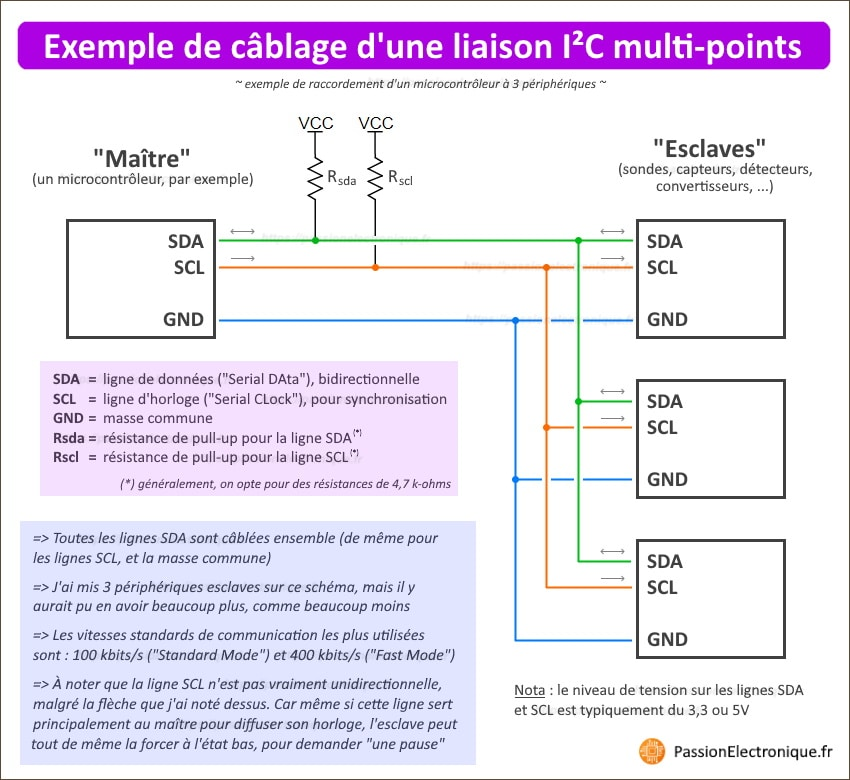 Exemple de câblage d'une liaison I²C multi-points
~ exemple de raccordement d'un microcontrôleur à 3 périphériques ~
VCC VCC
"Maître"
(un microcontrôleur, par exemple)
Rsda Rscl
"Esclaves"
(sondes, capteurs, détecteurs,
convertisseurs, ...)
SDA
SCL
GND
SDA
SCL
GND
SDA
SCL
GND
SDA
SCL
GND
SDA = ligne de données ("Serial DAta"), bidirectionnelle
SCL = ligne d'horloge ("Serial CLock"), pour synchronisation
GND = masse commune
Rsda = résistance de pull-up pour la ligne SDA(*)
Rscl = résistance de pull-up pour la ligne SCL(*)
(*) généralement, on opte pour des résistances de 4,7 k-ohms
=> Toutes les lignes SDA sont câblées ensemble (de même pour
les lignes SCL, et la masse commune)
=> J'ai mis 3 périphériques esclaves sur ce schéma, mais il y
aurait pu en avoir beaucoup plus, comme beaucoup moins
=> Les vitesses standards de communication les plus utilisées
sont : 100 kbits/s ("Standard Mode") et 400 kbits/s ("Fast Mode")
=> À noter que la ligne SCL n'est pas vraiment unidirectionnelle,
malgré la flèche que j'ai noté dessus. Car même si cette ligne sert
principalement au maître pour diffuser son horloge, l'esclave peut
tout de même la forcer à l'état bas, pour demander "une pause"
Nota : le niveau de tension sur les lignes SDA
et SCL est typiquement du 3,3 ou 5V
PassionElectronique.fr